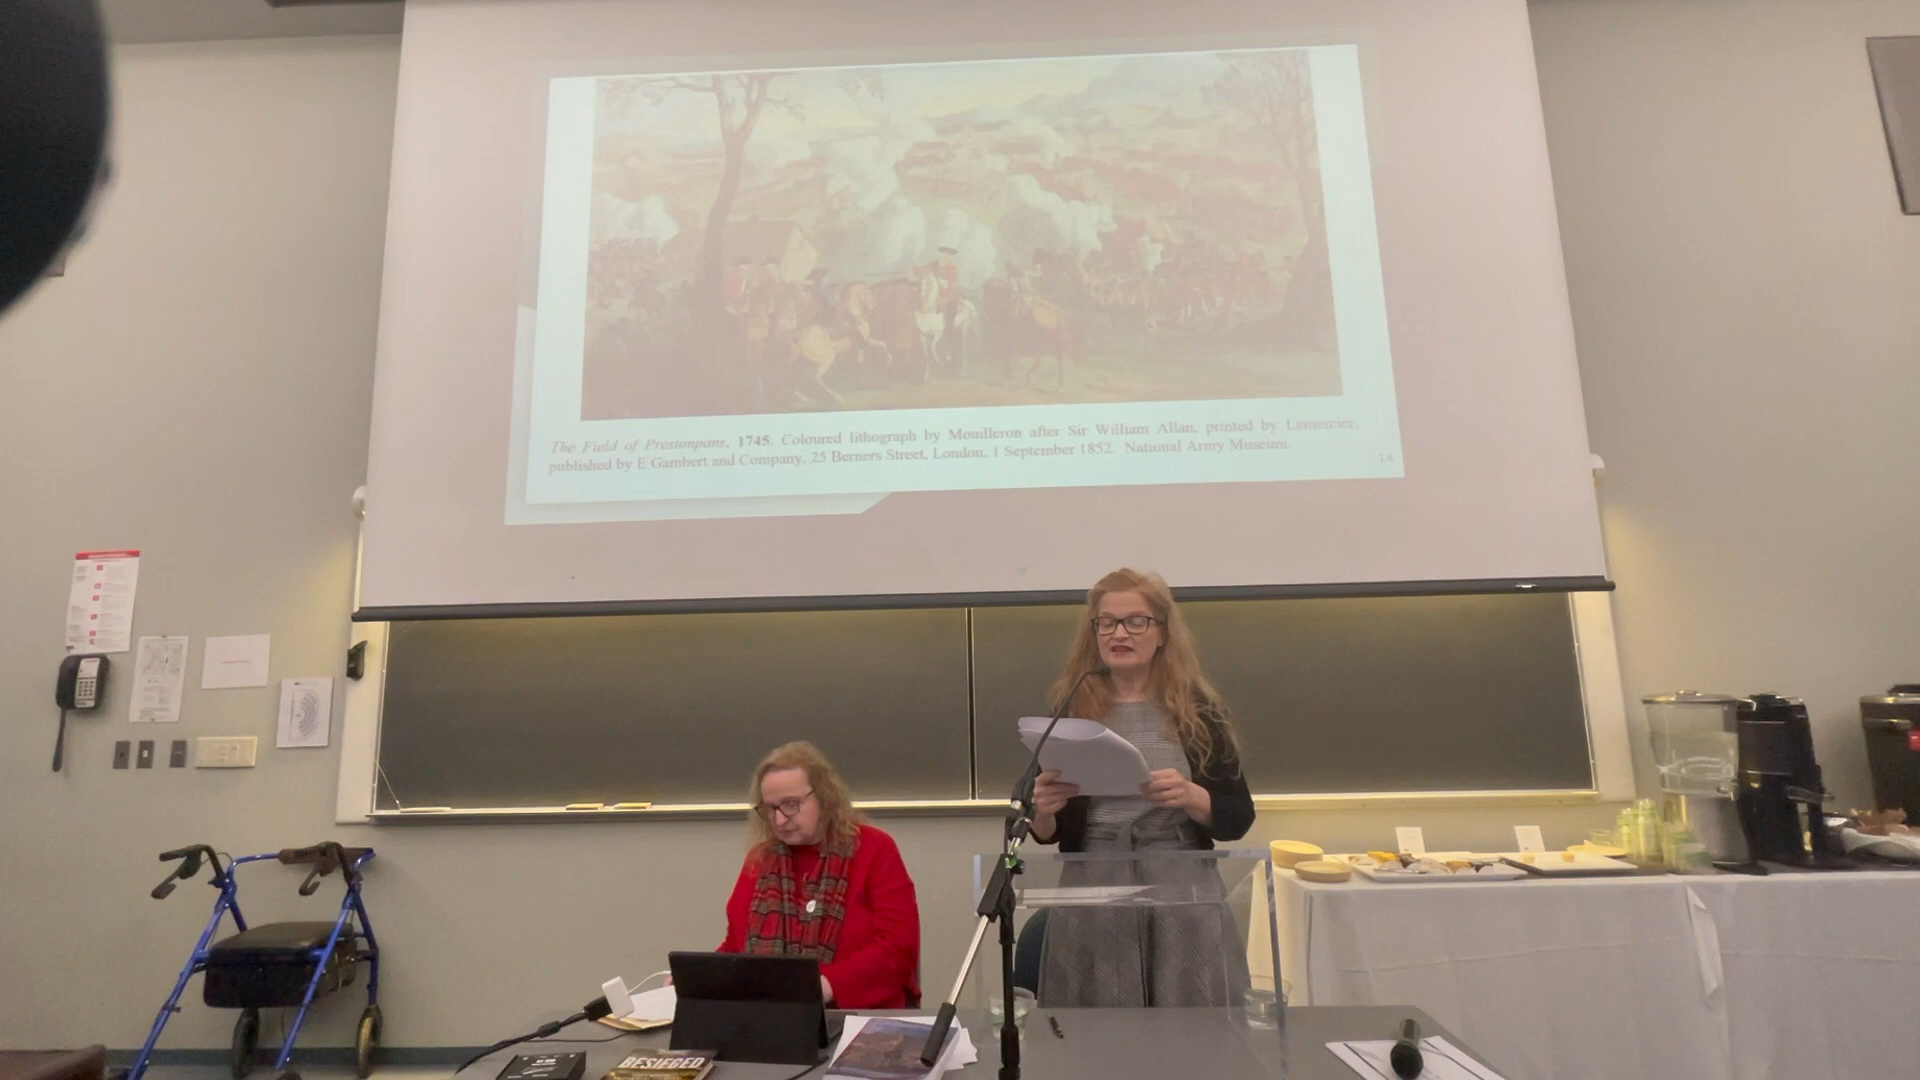 The Field of Prestonpans, 1745. Coloured lithograph by Mouilleron after Sir William Allan, printed by Lemercier,
published by E Gambert and Company, 25 Berners Street, London, 1 September 1852. National Army Museum.
14
BESIEGED